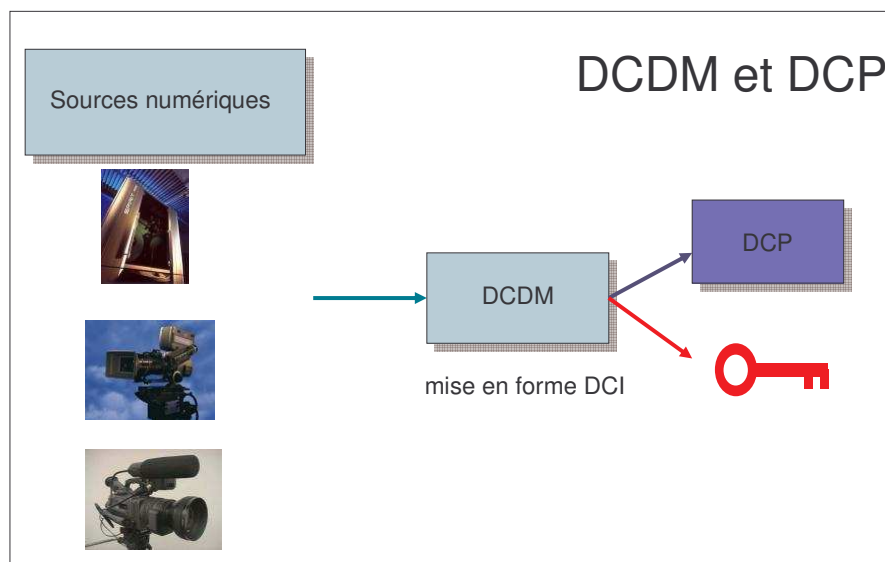 DCDM et DCP
Sources numériques
DCP
DCDM
mise en forme DCI